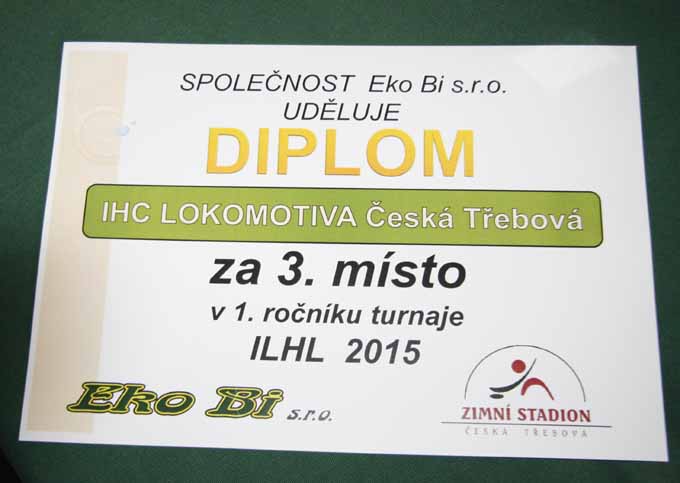 SPOLEČNOST Eko Bi s.r.o.
UDĚLUJE
DIPLOM
IHC LOKOMOTIVA Česká Třebová
za 3. místo
v 1. ročníku turnaje
ILHL 2015
Eko Bi s.r.o.
ZIMNÍ STADION
ČESKÁ TŘEBOVÁ